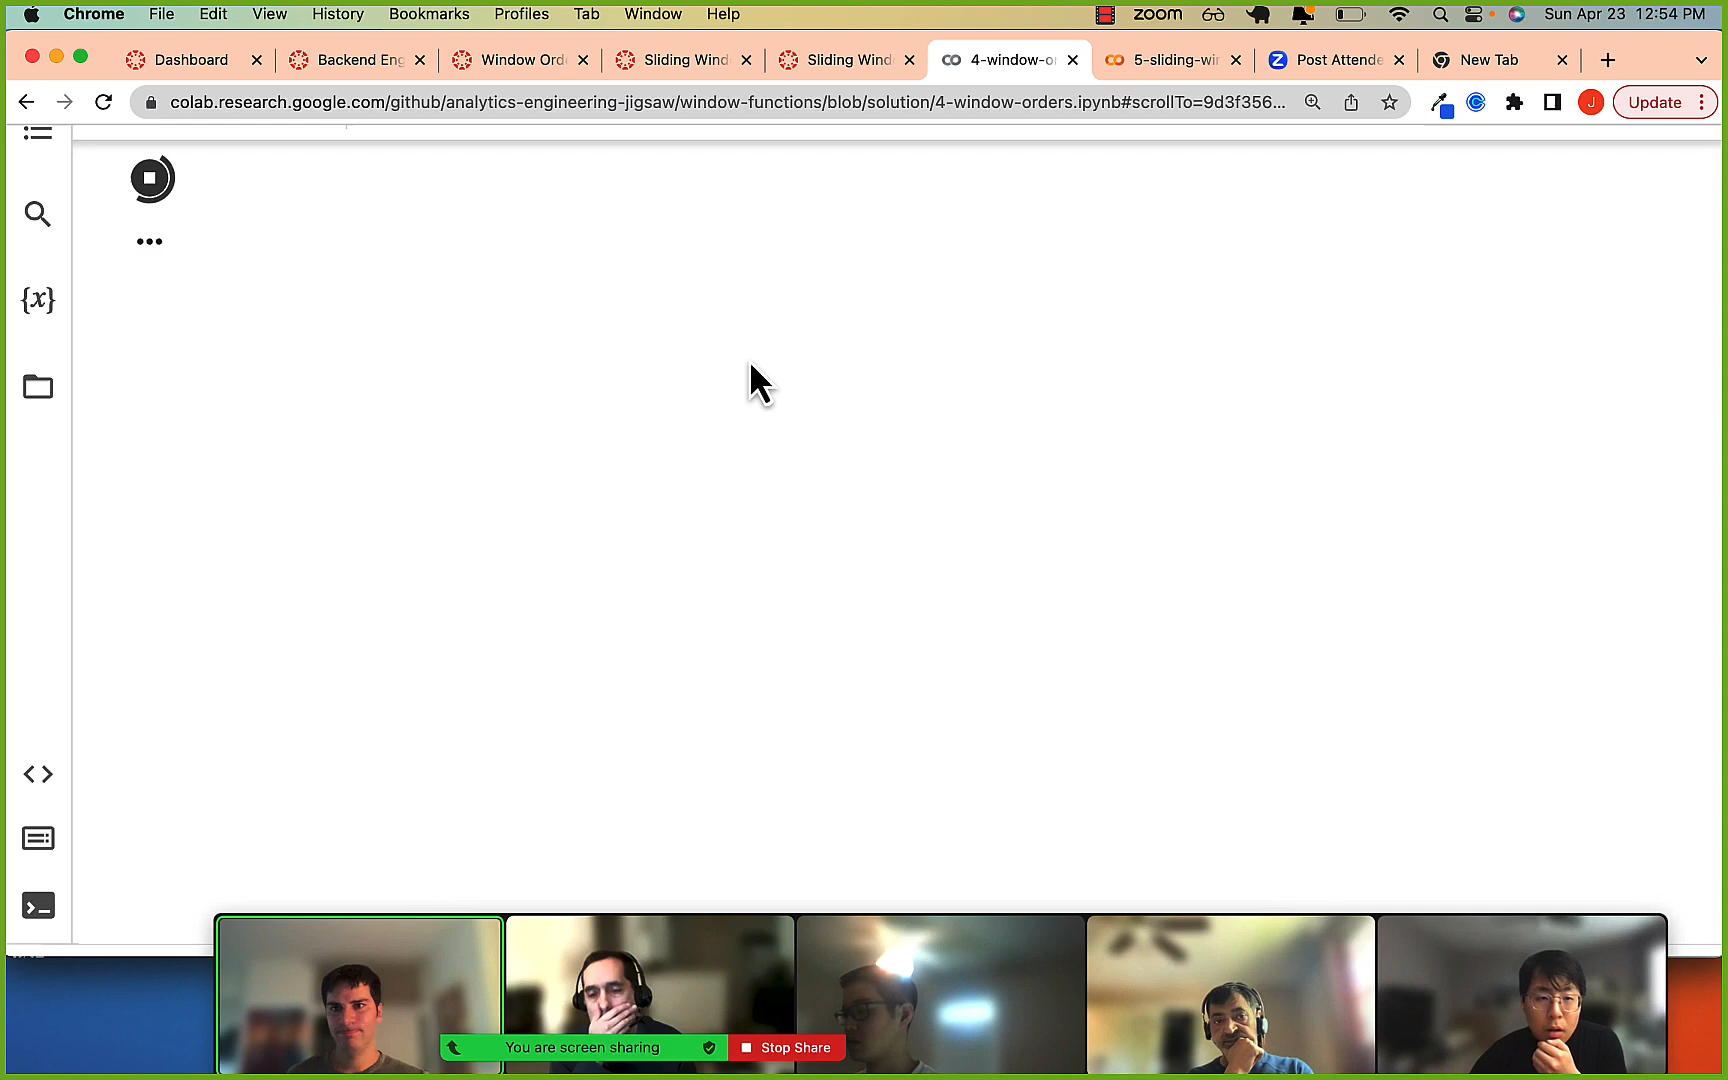 Chrome File Edit View History Bookmarks Profiles Tab Window Help zoom Sun Apr 23 12:54 PM
Dashboard Backend Eng Window Orde Sliding Wind Sliding Wind 4-window-or 5-sliding-win Post Attende New Tab
colab.research.google.com/github/analytics-engineering-jigsaw/window-functions/blob/solution/4-window-orders.ipynb#scrollTo=9d3f356... J Update
{x}
You are screen sharing Stop Share